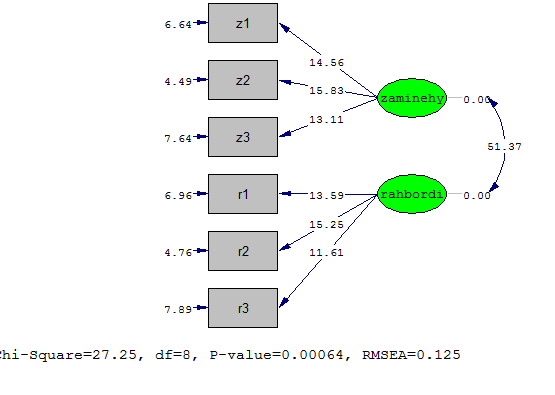 6.64 z1
14.56
4.49 z2
15.83 zaminehy 0.00
13.11
7.64 z3
51.37
6.96 r1 13.59 rahbordi 0.00
15.25
4.76 r2
11.61
7.89 r3
Chi-Square=27.25, df=8, P-value=0.00064, RMSEA=0.125